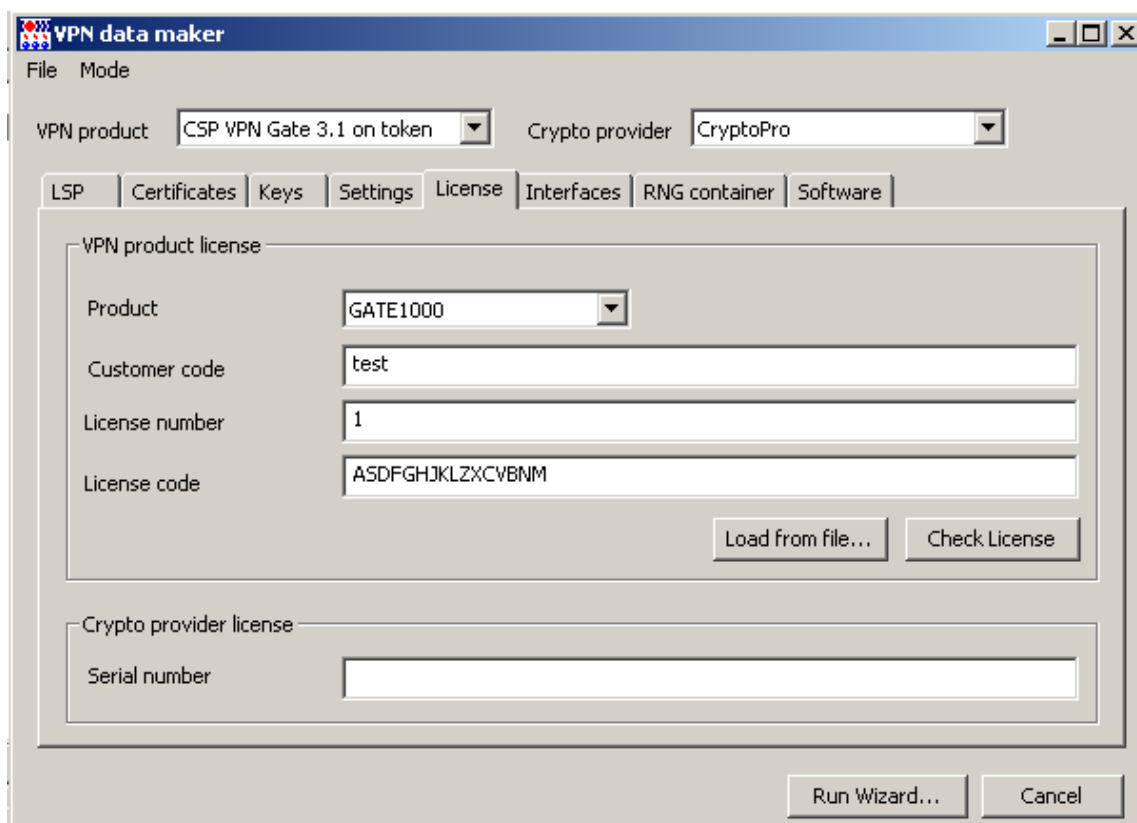 VPN data maker
File Mode
VPN product CSP VPN Gate 3.1 on token Crypto provider CryptoPro
LSP Certificates Keys Settings License Interfaces RNG container Software
VPN product license
Product GATE1000
Customer code test
License number 1
License code ASDFGHJKLZXCVBNM
Load from file... Check License
Crypto provider license
Serial number
Run Wizard... Cancel